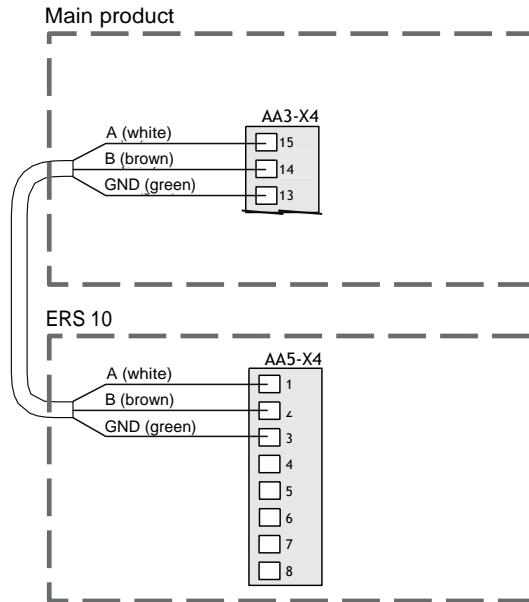 Main product
AA3-X4
A (white)
15
B (brown)
14
GND (green)
13
ERS 10
AA5-X4
A (white)
1
B (brown)
GND (green)
3
4
5
6
7
8